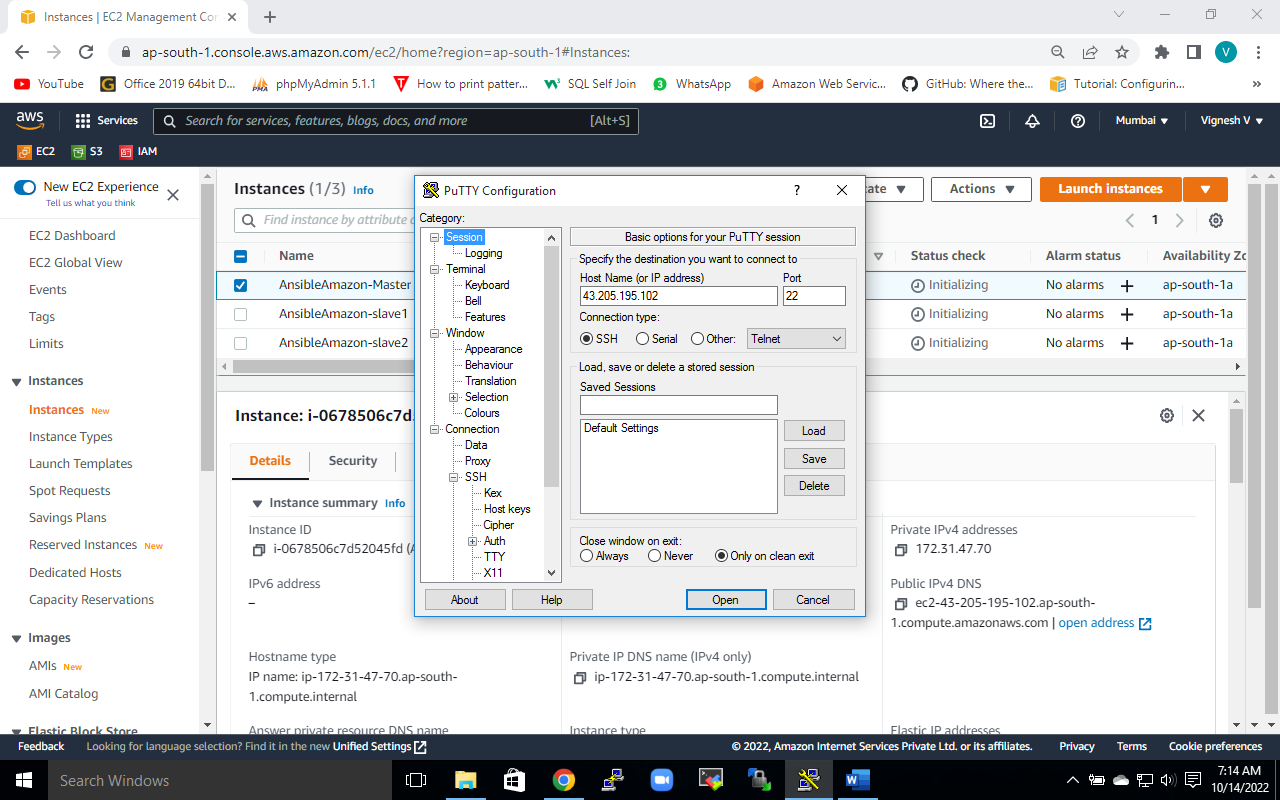 Instances | EC2 Management Con
ap-south-1.console.aws.amazon.com/ec2/home?region=ap-south-1#Instances:
V
YouTube
Office 2019 64bit D...
phpMyAdmin 5.1.1
How to print patter...
SQL Self Join
WhatsApp
Amazon Web Servic...
GitHub: Where the...
Tutorial: Configurin...
aws
Services
Search for services, features, blogs, docs, and more
[Alt+S]
Mumbai
Vignesh V
EC2
S3
IAM
New EC2 Experience
Tell us what you think
EC2 Dashboard
EC2 Global View
Events
Tags
Limits
Instances
Instances New
Instance Types
Launch Templates
Spot Requests
Savings Plans
Reserved Instances New
Dedicated Hosts
Capacity Reservations
Images
AMIs New
AMI Catalog
Elastic Block Store
Instances (1/3) Info
Actions
Launch instances
Find instance by attribute
1
Name
Status check
Alarm status
Availability Zo
AnsibleAmazon-Master
Initializing
No alarms
ap-south-1a
AnsibleAmazon-slave1
Initializing
No alarms
ap-south-1a
AnsibleAmazon-slave2
Initializing
No alarms
ap-south-1a
Instance: i-0678506c7d5
Details
Security
Instance summary Info
Instance ID
i-0678506c7d52045fd (A
IPv6 address
–
Hostname type
IP name: ip-172-31-47-70.ap-south-
1.compute.internal
Answer private resource DNS name
Private IP DNS name (IPv4 only)
ip-172-31-47-70.ap-south-1.compute.internal
Instance type
Private IPv4 addresses
172.31.47.70
Public IPv4 DNS
ec2-43-205-195-102.ap-south-
1.compute.amazonaws.com | open address
Elastic IP addresses
PuTTY Configuration
Category:
Session
Logging
Terminal
Keyboard
Bell
Features
Window
Appearance
Behaviour
Translation
Selection
Colours
Connection
Data
Proxy
SSH
Kex
Host keys
Cipher
Auth
TTY
X11
Basic options for your PuTTY session
Specify the destination you want to connect to
Host Name (or IP address)
Port
43.205.195.102
22
Connection type:
SSH
Serial
Other:
Telnet
Load, save or delete a stored session
Saved Sessions
Default Settings
Load
Save
Delete
Close window on exit:
Always
Never
Only on clean exit
About
Help
Open
Cancel
Feedback
Looking for language selection? Find it in the new Unified Settings
© 2022, Amazon Internet Services Private Ltd. or its affiliates.
Privacy
Terms
Cookie preferences
Search Windows
7:14 AM
10/14/2022